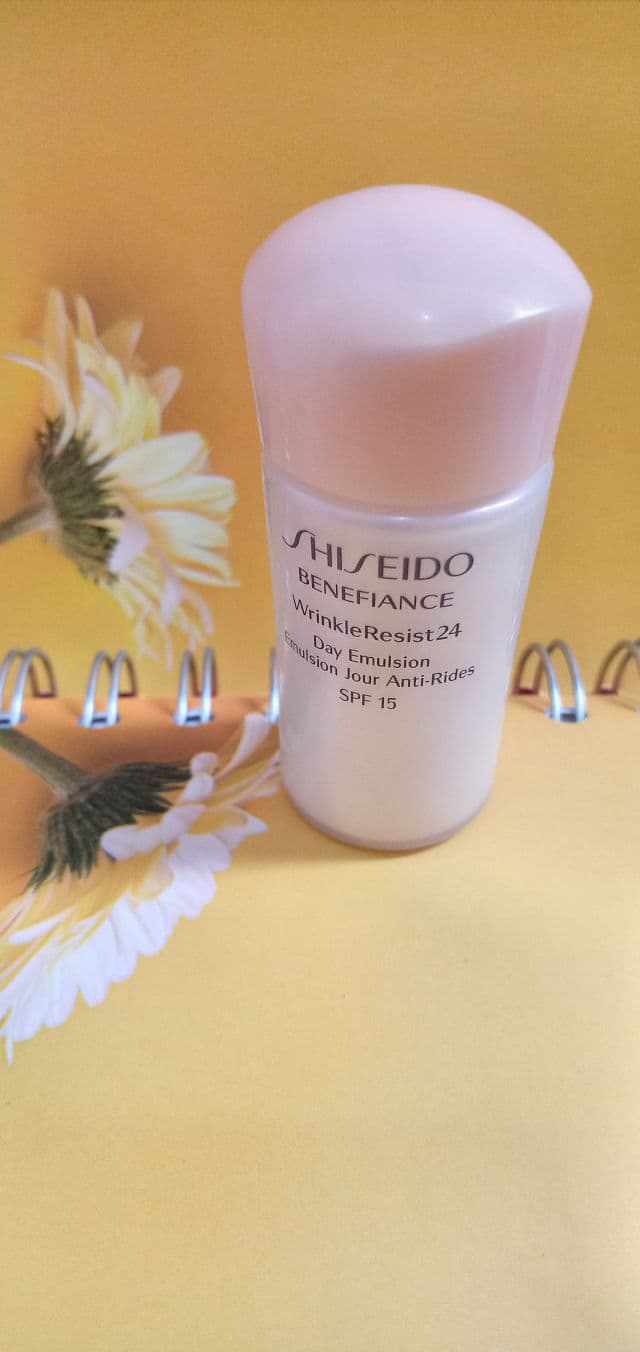 SHISEIDO
BENEFIANCE
WrinkleResist24
Day Emulsion
Emulsion Jour Anti-Rides
SPF 15